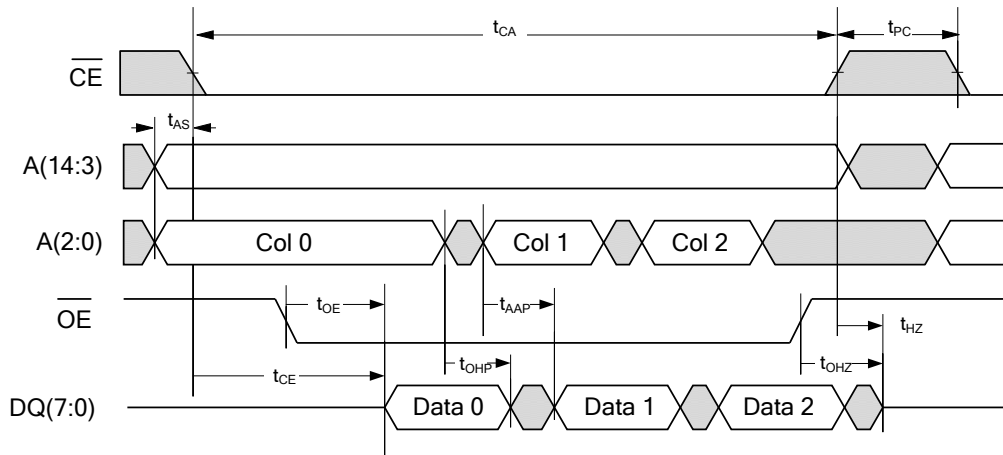 tCA
tPC
CE
tAS
A(14:3)
A(2:0)
Col 0
Col 1
Col 2
OE
tOE
tAAP
tHZ
tCE
tOHP
tOHZ
DQ(7:0)
Data 0
Data 1
Data 2